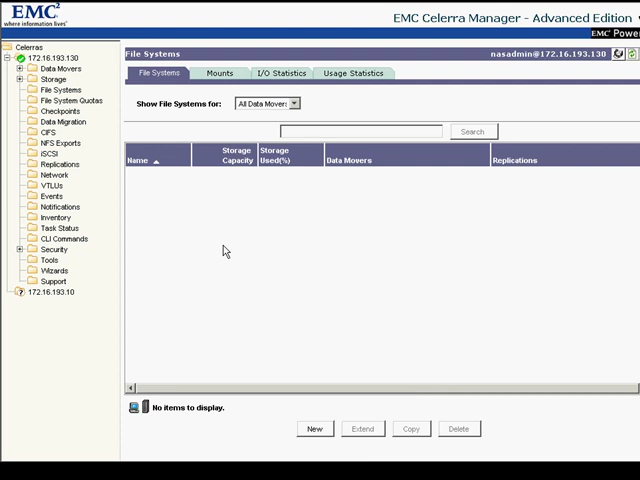 EMC²
where information lives®
EMC Celerra Manager - Advanced Edition
EMC² Power
Celerras
172.16.193.130
Data Movers
Storage
File Systems
File System Quotas
Checkpoints
Data Migration
CIFS
NFS Exports
iSCSI
Replications
Network
VTLUs
Events
Notifications
Inventory
Task Status
CLI Commands
Security
Tools
Wizards
Support
172.16.193.10
File Systems
nasadmin@172.16.193.130
File Systems
Mounts
I/O Statistics
Usage Statistics
Show File Systems for:
All Data Movers
Search
Name
Storage Capacity
Storage Used(%)
Data Movers
Replications
No items to display.
New
Extend
Copy
Delete